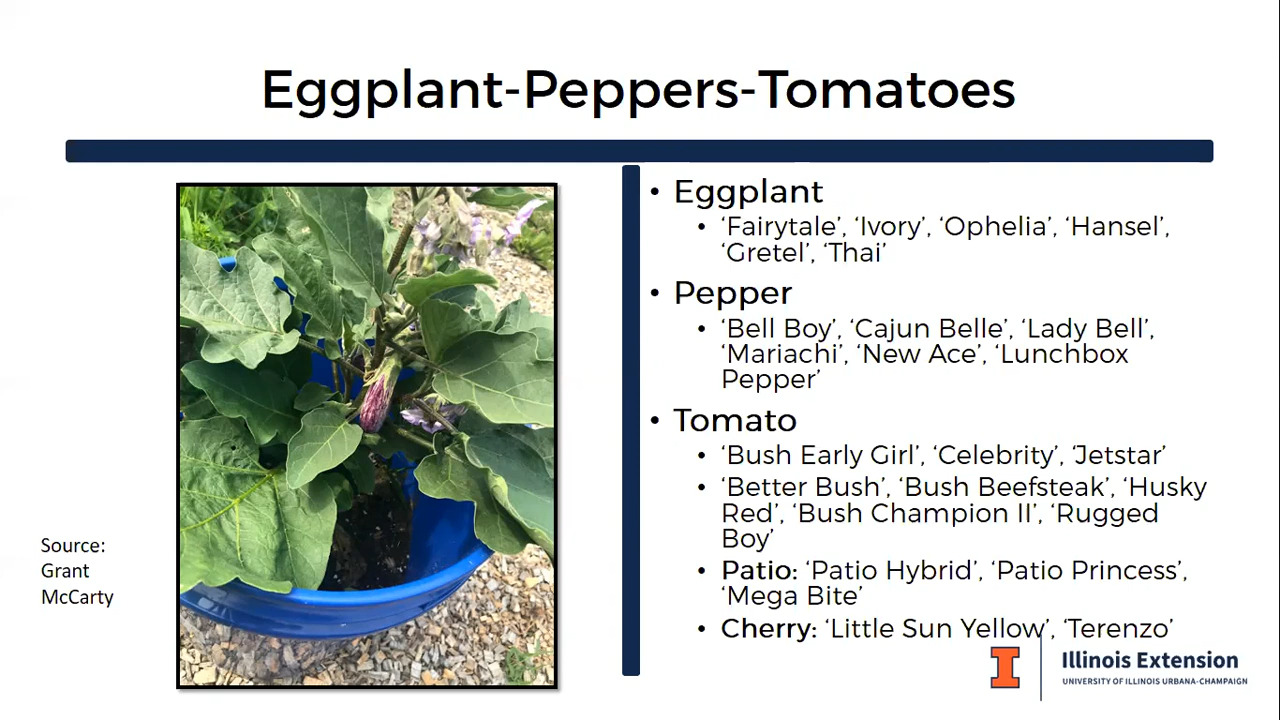 Eggplant-Peppers-Tomatoes
• Eggplant
• ‘Fairytale’, ‘Ivory’, ‘Ophelia’, ‘Hansel’,
‘Gretel’, ‘Thai’
• Pepper
• ‘Bell Boy’, ‘Cajun Belle’, ‘Lady Bell’,
‘Mariachi’, ‘New Ace’, ‘Lunchbox
Pepper’
• Tomato
• ‘Bush Early Girl’, ‘Celebrity’, ‘Jetstar’
• ‘Better Bush’, ‘Bush Beefsteak’, ‘Husky
Red’, ‘Bush Champion II’, ‘Rugged
Boy’
• Patio: ‘Patio Hybrid’, ‘Patio Princess’,
‘Mega Bite’
• Cherry: ‘Little Sun Yellow’, ‘Terenzo’
Source:
Grant
McCarty
I
Illinois Extension
UNIVERSITY OF ILLINOIS URBANA-CHAMPAIGN